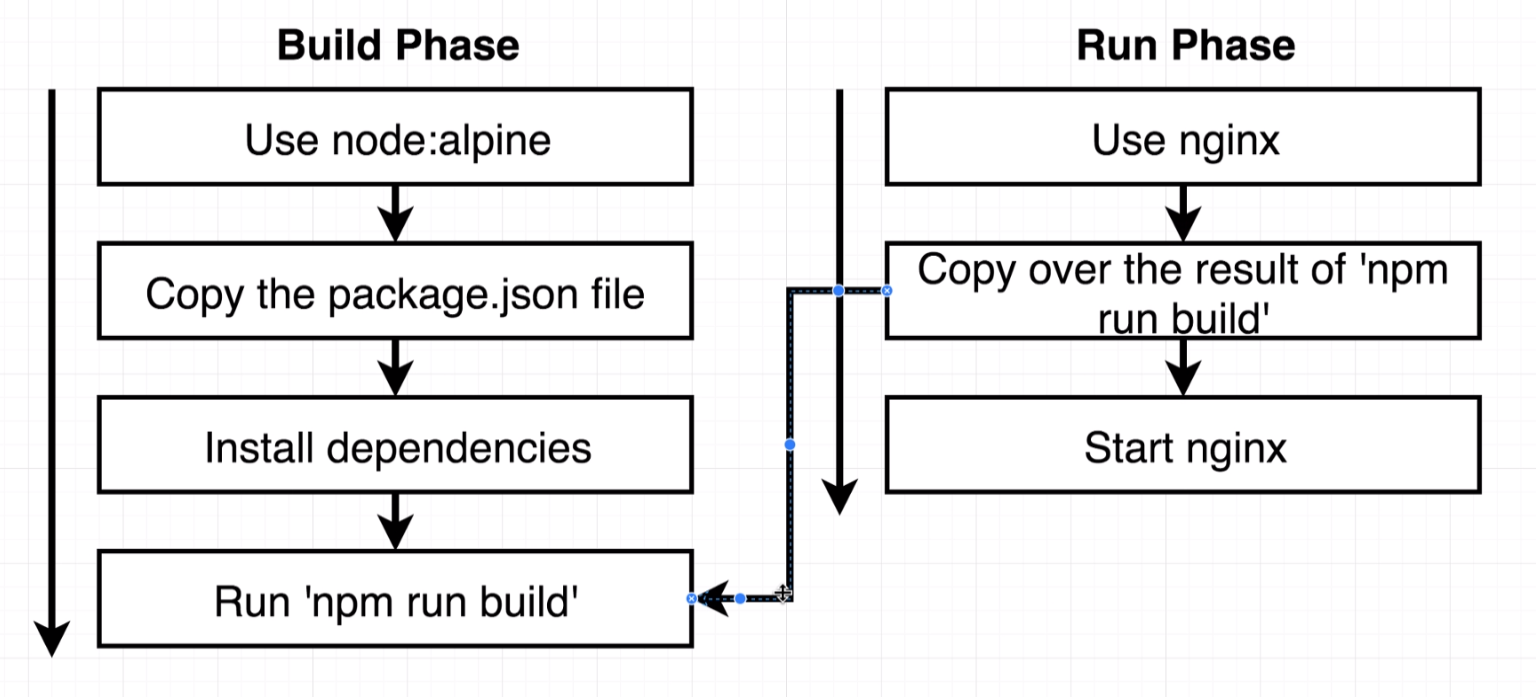 Build Phase
Use node:alpine
Copy the package.json file
Install dependencies
Run 'npm run build'
Run Phase
Use nginx
Copy over the result of 'npm
run build'
Start nginx